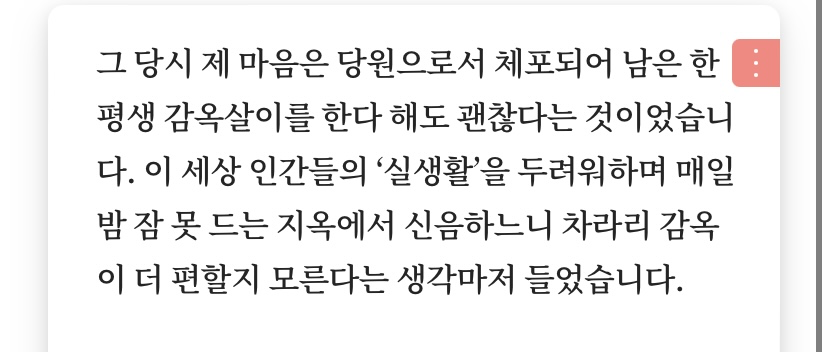 그 당시 제 마음은 당원으로서 체포되어 남은 한
평생 감옥살이를 한다 해도 괜찮다는 것이었습니
다. 이 세상 인간들의 ‘실생활’을 두려워하며 매일
밤 잠 못 드는 지옥에서 신음하느니 차라리 감옥
이 더 편할지 모른다는 생각마저 들었습니다.